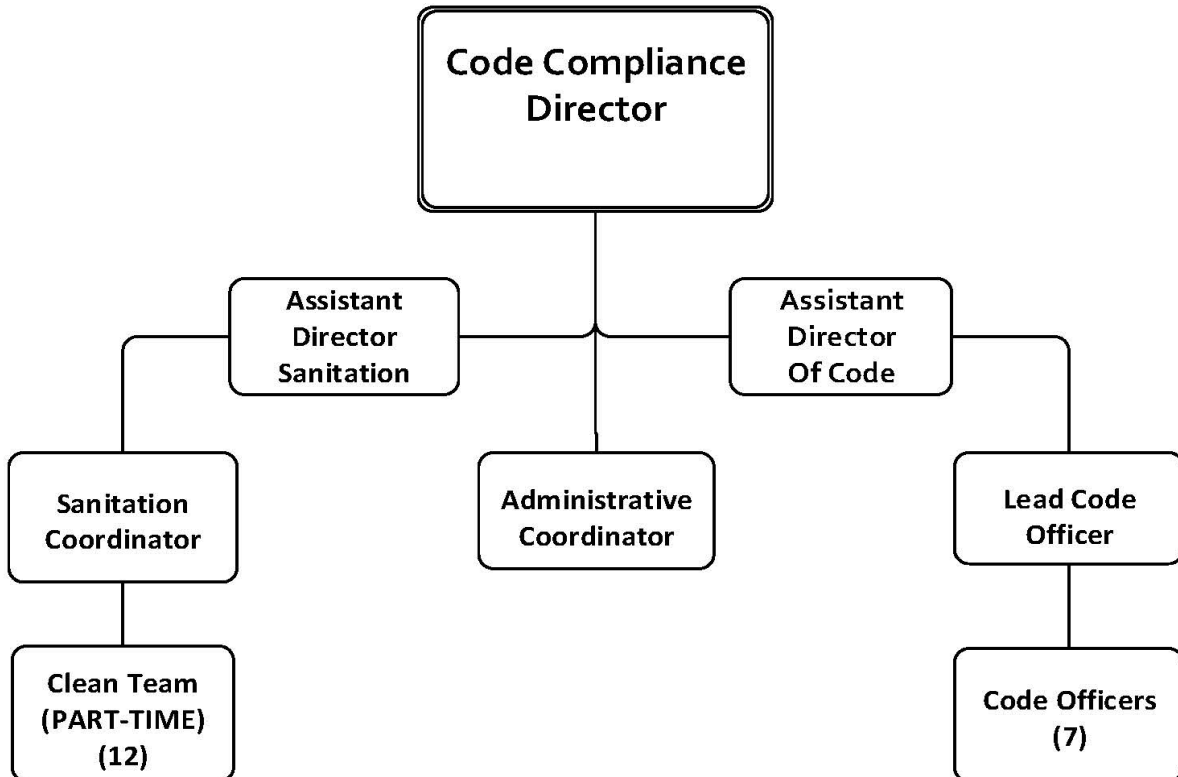 Code Compliance
Director
Assistant
Director
Sanitation
Assistant
Director
Of Code
Sanitation
Coordinator
Administrative
Coordinator
Lead Code
Officer
Clean Team
(PART-TIME)
(12)
Code Officers
(7)